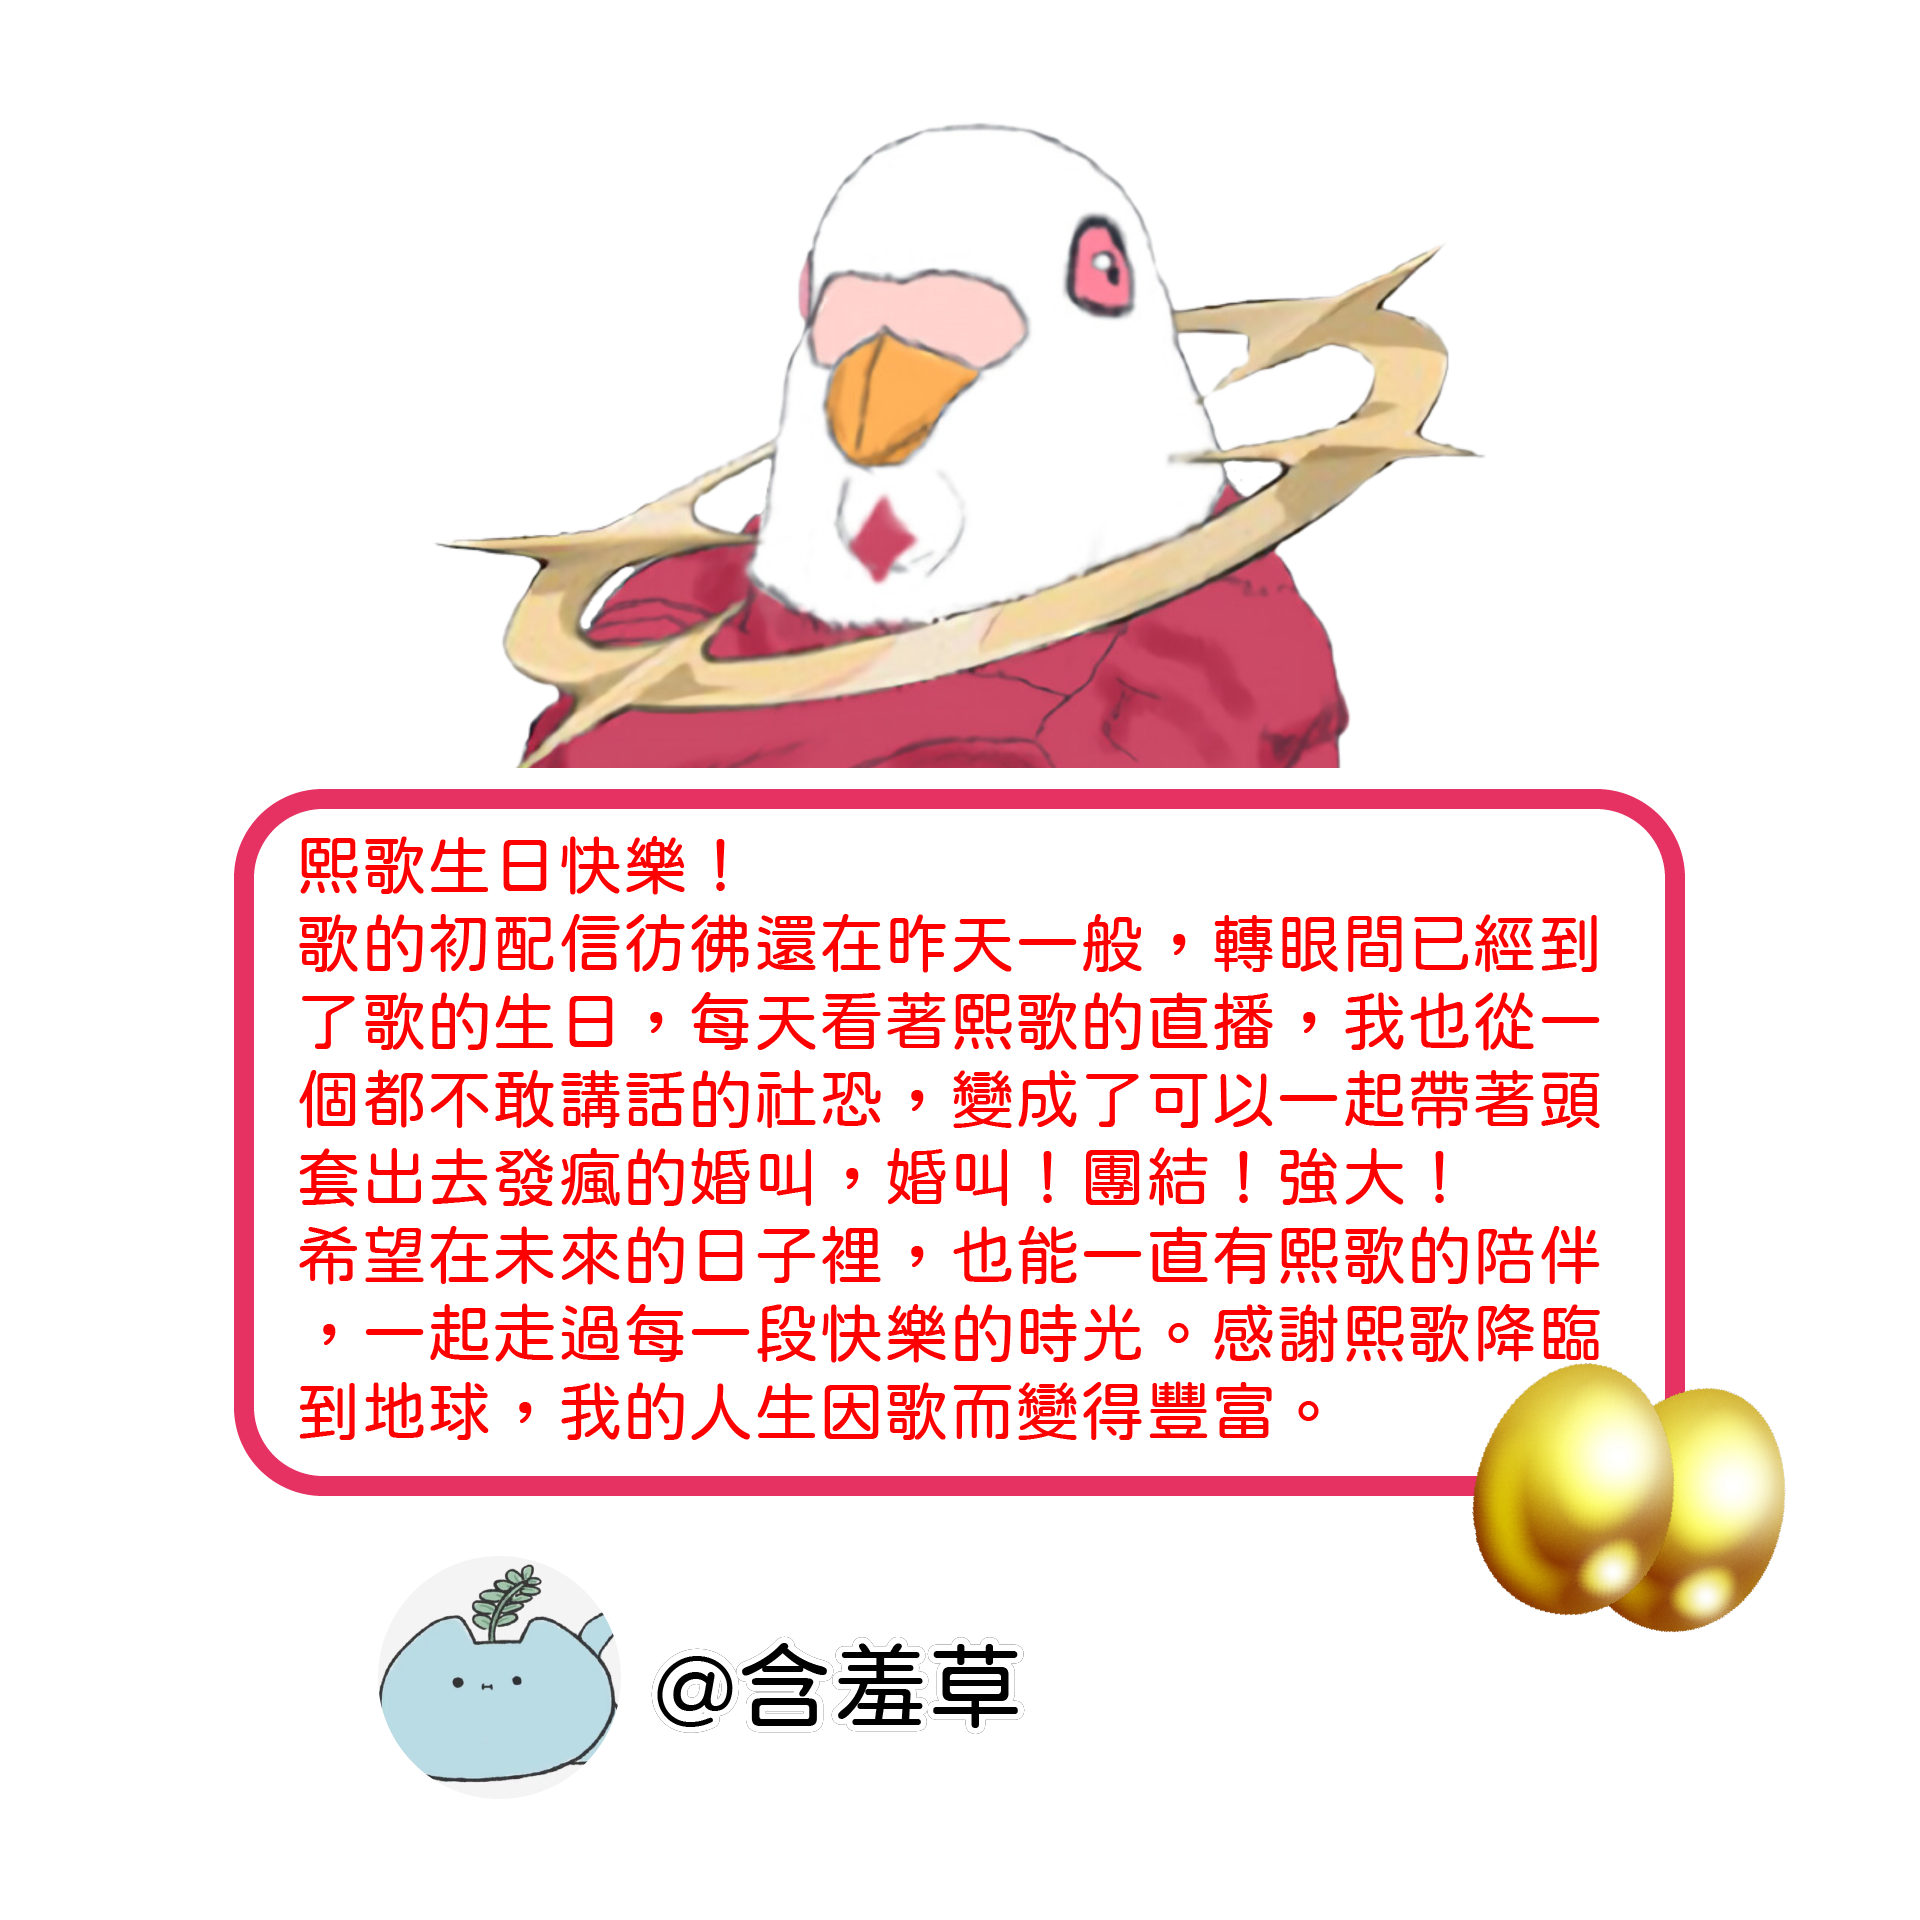 熙歌生日快樂！
歌的初配信彷彿還在昨天一般，轉眼間已經到
了歌的生日，每天看著熙歌的直播，我也從一
個都不敢講話的社恐，變成了可以一起帶著頭
套出去發瘋的婚叫，婚叫！團結！強大！
希望在未來的日子裡，也能一直有熙歌的陪伴
，一起走過每一段快樂的時光。感謝熙歌降臨
到地球，我的人生因歌而變得豐富。
@含羞草